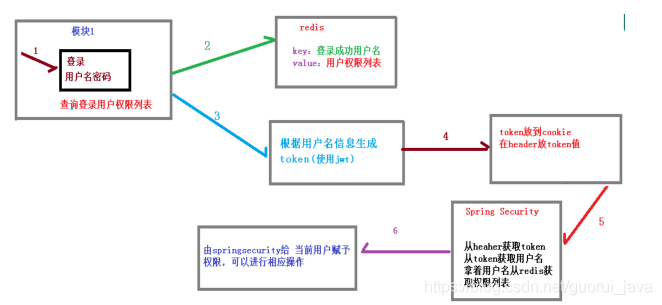 模块1
1
登录
用户名密码
查询登录用户权限列表
2
redis
key：登录成功用户名
value：用户权限列表
3
根据用户名信息生成
token(使用jwt)
4
token放到cookie
在header放token值
5
Spring Security
从heaher获取token
从token获取用户名
拿着用户名从redis获
取权限列表
6
由springsecurity给 当前用户赋予
权限，可以进行相应操作
https://blog.csdn.net/guorui_java